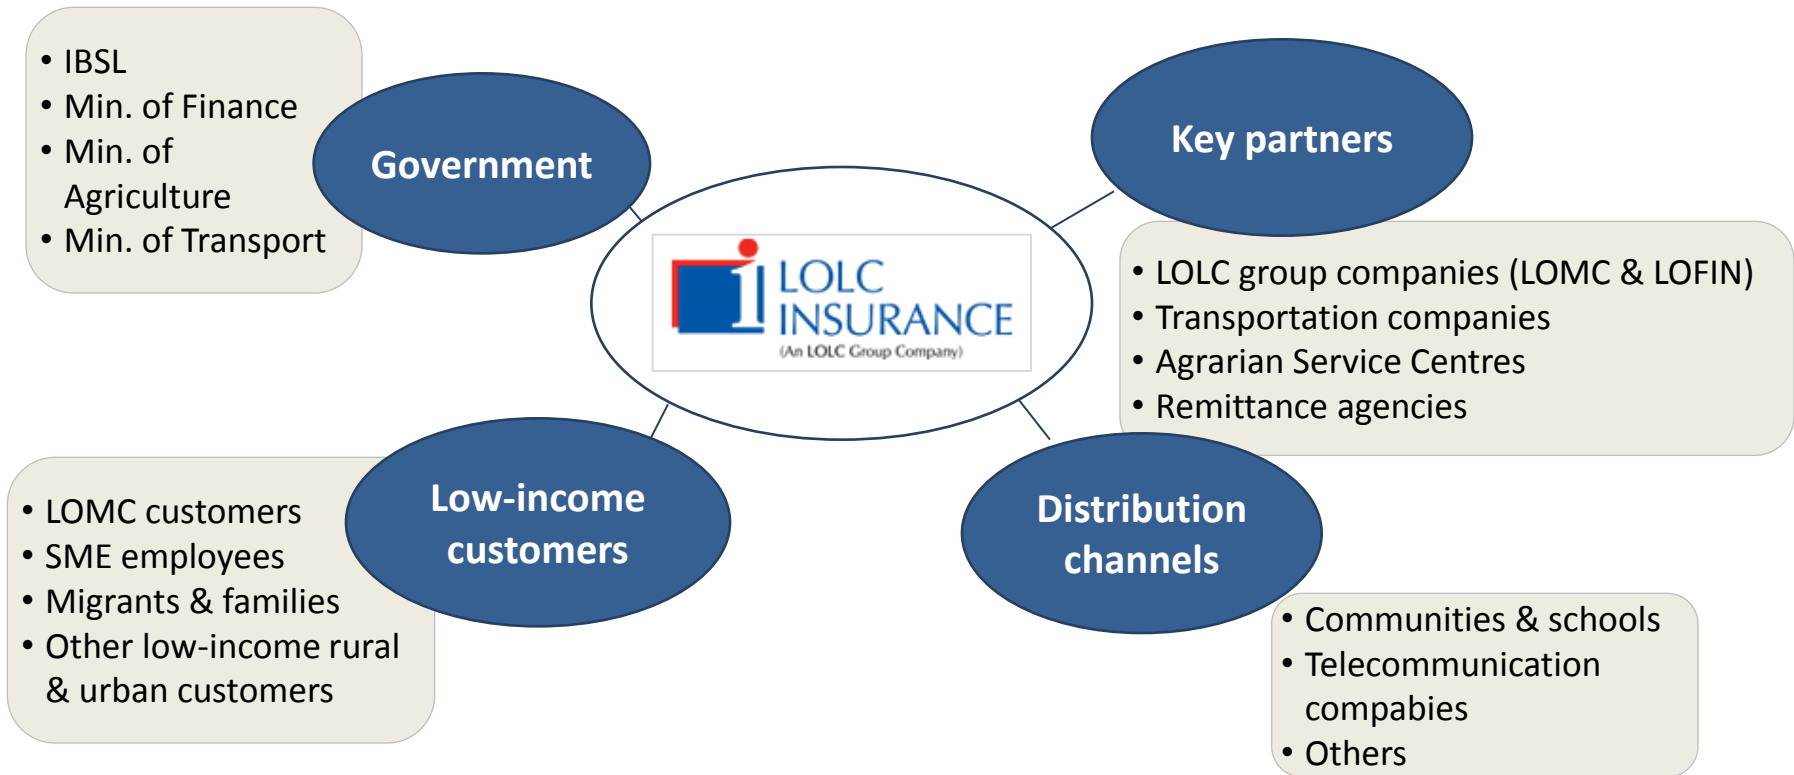 • IBSL
• Min. of Finance
• Min. of
Agriculture
• Min. of Transport
Government
Key partners
LOLC
INSURANCE
(An LOLC Group Company)
• LOLC group companies (LOMC & LOFIN)
• Transportation companies
• Agrarian Service Centres
• Remittance agencies
Low-income
customers
• LOMC customers
• SME employees
• Migrants & families
• Other low-income rural
& urban customers
Distribution
channels
• Communities & schools
• Telecommunication
compabies
• Others